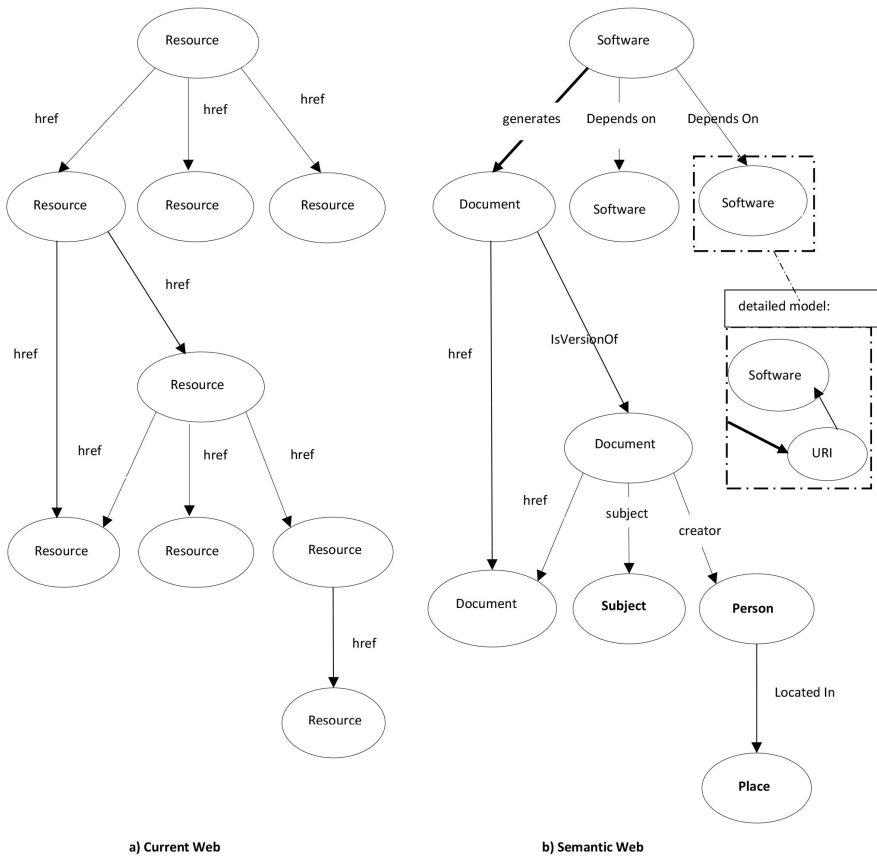 Resource
href
href
href
Resource
Resource
Resource
href
href
Resource
href
href
href
Resource
Resource
Resource
href
Resource
a) Current Web
Software
generates
Depends on
Depends On
Document
Software
Software
detailed model:
Software
URI
href
IsVersionOf
Document
href
subject
creator
Document
Subject
Person
Located In
Place
b) Semantic Web